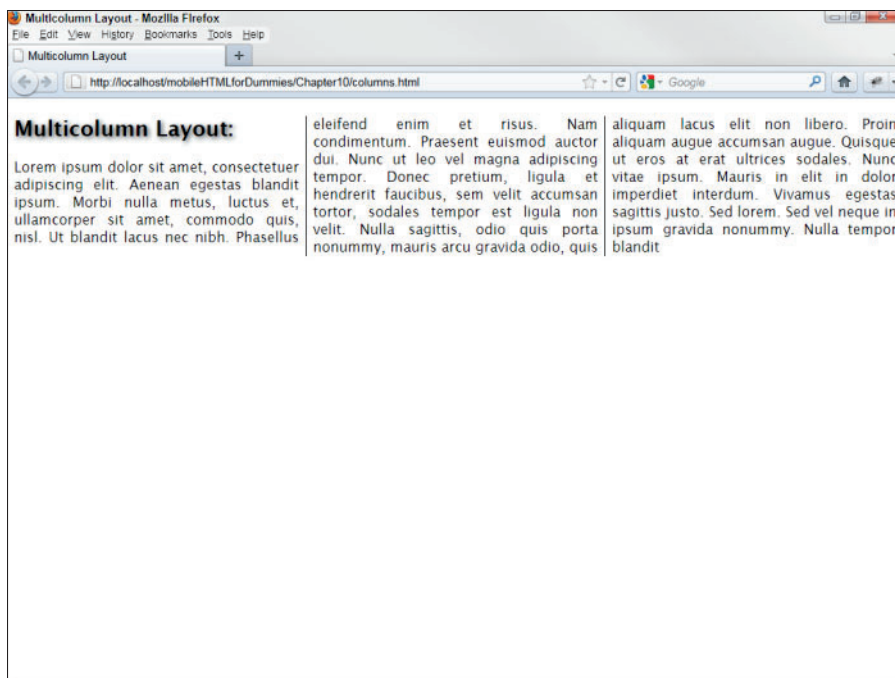 Multicolumn Layout - Mozilla Firefox
File Edit View History Bookmarks Tools Help
Multicolumn Layout +
http://localhost/mobileHTMLforDummies/Chapter10/columns.html Google
Multicolumn Layout:
Lorem ipsum dolor sit amet, consectetuer
adipiscing elit. Aenean egestas blandit
ipsum. Morbi nulla metus, luctus et,
ullamcorper sit amet, commodo quis,
nisl. Ut blandit lacus nec nibh. Phasellus
eleifend enim et risus. Nam
condimentum. Praesent euismod auctor
dui. Nunc ut leo vel magna adipiscing
tempor. Donec pretium, ligula et
hendrerit faucibus, sem velit accumsan
tortor, sodales tempor est ligula non
velit. Nulla sagittis, odio quis porta
nonummy, mauris arcu gravida odio, quis
aliquam lacus elit non libero. Proin
aliquam augue accumsan augue. Quisque
ut eros at erat ultrices sodales. Nunc
vitae ipsum. Mauris in elit in dolor
imperdiet interdum. Vivamus egestas
sagittis justo. Sed lorem. Sed vel neque in
ipsum gravida nonummy. Nulla tempor
blandit